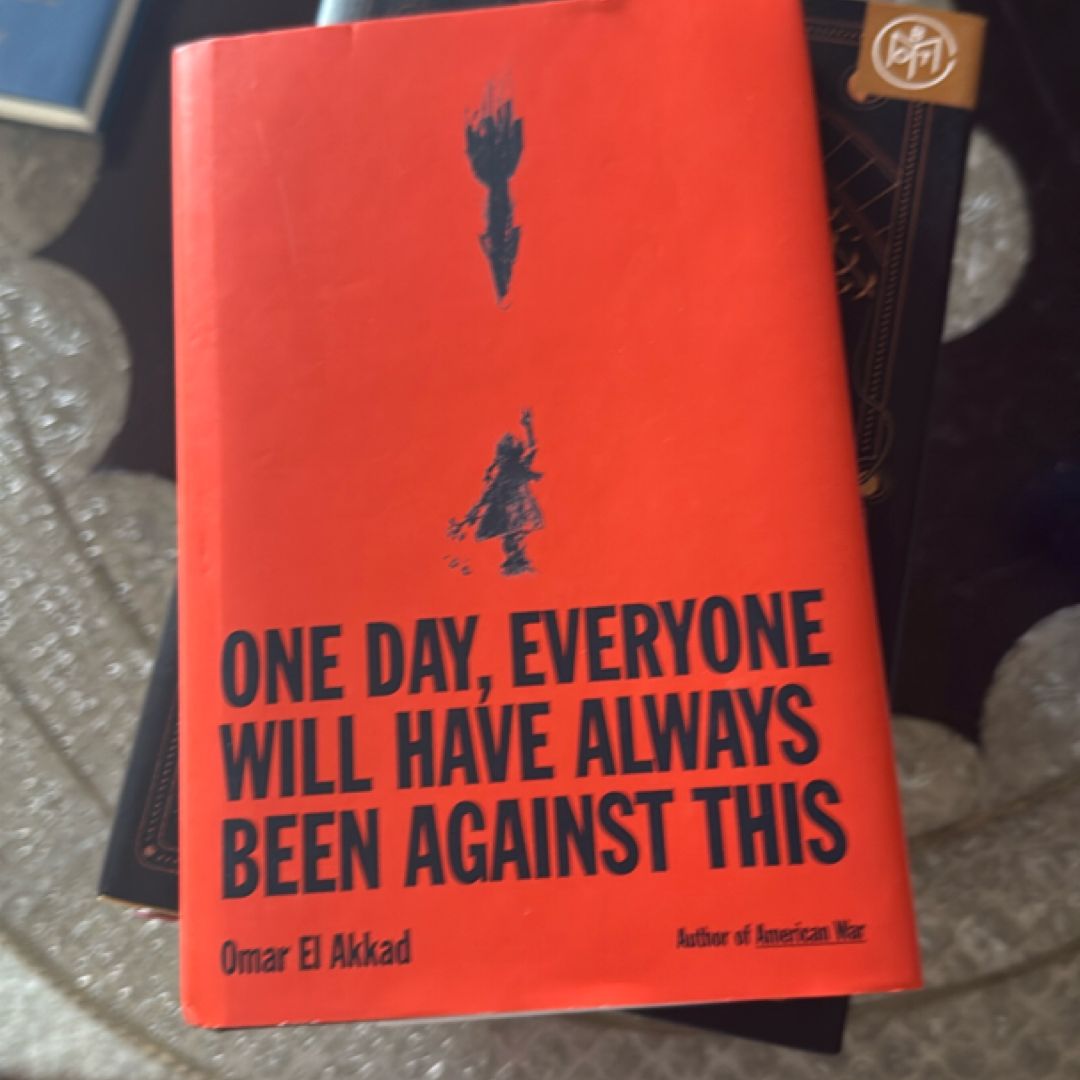 ONE DAY, EVERYONE
WILL HAVE ALWAYS
BEEN AGAINST THIS
Omar El Akkad
Author of American War